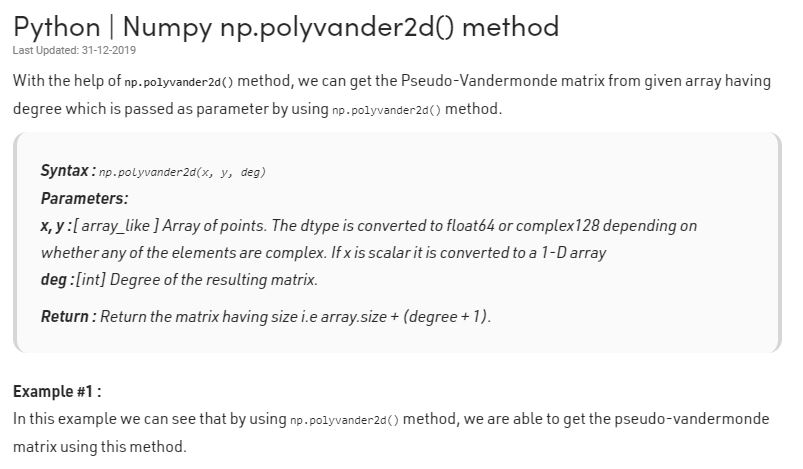 Python | Numpy np.polyvander2d() method
Last Updated: 31-12-2019
With the help of np.polyvander2d() method, we can get the Pseudo-Vandermonde matrix from given array having
degree which is passed as parameter by using np.polyvander2d() method.
Syntax : np.polyvander2d(x, y, deg)
Parameters:
x, y :[ array_like ] Array of points. The dtype is converted to float64 or complex128 depending on
whether any of the elements are complex. If x is scalar it is converted to a 1-D array
deg :[int] Degree of the resulting matrix.
Return : Return the matrix having size i.e array.size + (degree + 1).
Example #1 :
In this example we can see that by using np.polyvander2d() method, we are able to get the pseudo-vandermonde
matrix using this method.